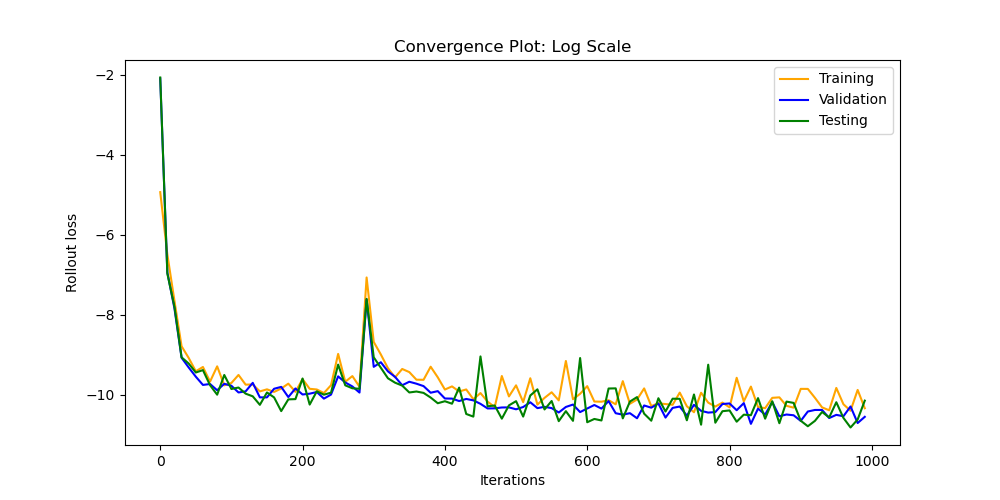 Convergence Plot: Log Scale
Training
Validation
Testing
Rollout loss
−2
−4
−6
−8
−10
0
200
400
600
800
1000
Iterations